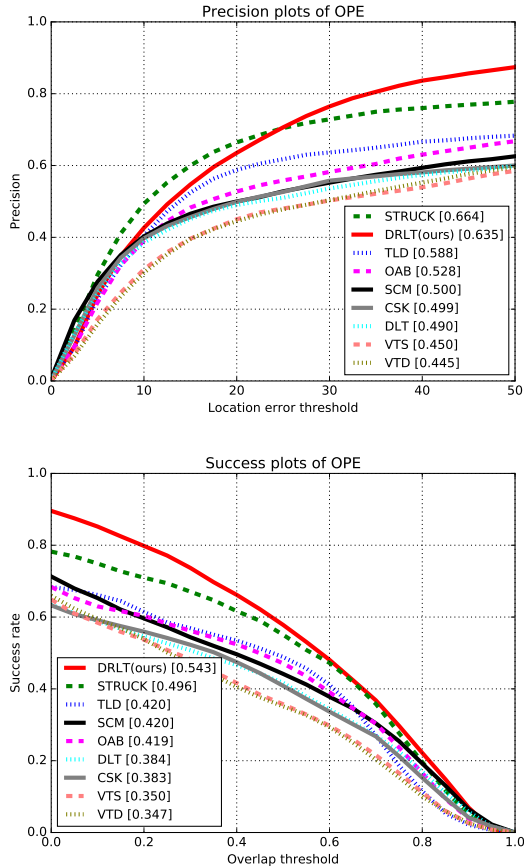 Precision plots of OPE
1.0
0.8
0.6
0.4
0.2
0.0
Precision
STRUCK [0.664]
DRLT(ours) [0.635]
TLD [0.588]
OAB [0.528]
SCM [0.500]
CSK [0.499]
DLT [0.490]
VTS [0.450]
VTD [0.445]
0 10 20 30 40 50
Location error threshold
Success plots of OPE
1.0
0.8
0.6
0.4
0.2
0.0
Success rate
DRLT(ours) [0.543]
STRUCK [0.496]
TLD [0.420]
SCM [0.420]
OAB [0.419]
DLT [0.384]
CSK [0.383]
VTS [0.350]
VTD [0.347]
0.0 0.2 0.4 0.6 0.8 1.0
Overlap threshold